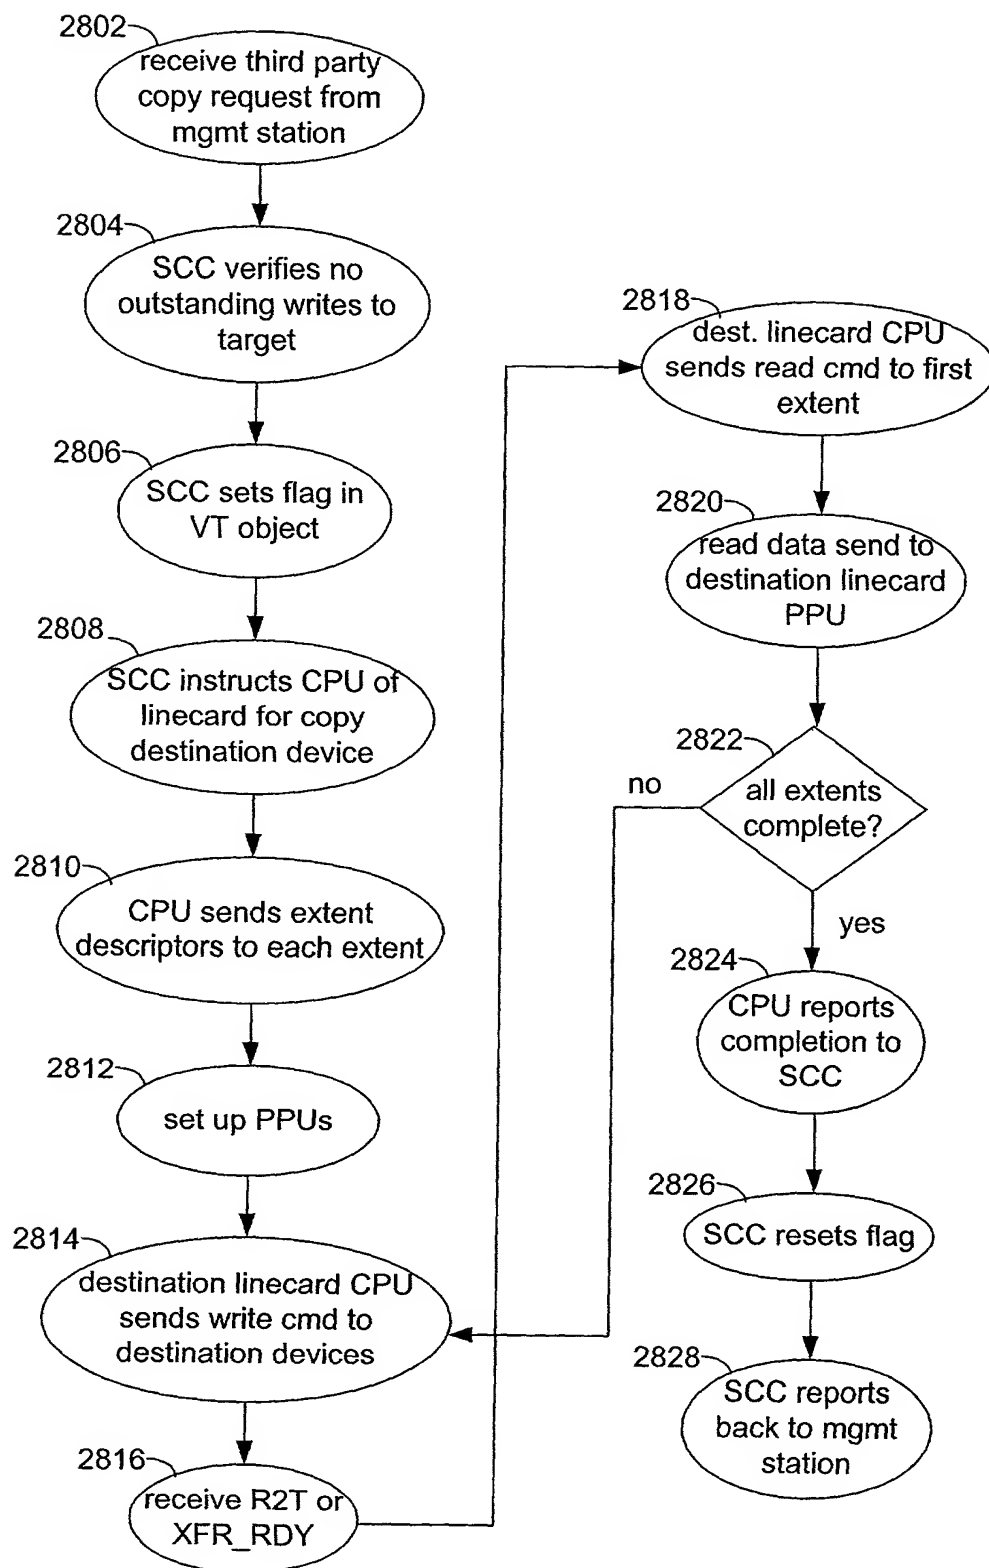 2802
receive third party
copy request from
mgmt station
2804
SCC verifies no
outstanding writes to
target
2806
SCC sets flag in
VT object
2808
SCC instructs CPU of
linecard for copy
destination device
2810
CPU sends extent
descriptors to each extent
2812
set up PPUs
2814
destination linecard CPU
sends write cmd to
destination devices
2816
receive R2T or
XFR_RDY
2818
dest. linecard CPU
sends read cmd to first
extent
2820
read data send to
destination linecard
PPU
2822
no
all extents
complete?
yes
2824
CPU reports
completion to
SCC
2826
SCC resets flag
2828
SCC reports
back to mgmt
station